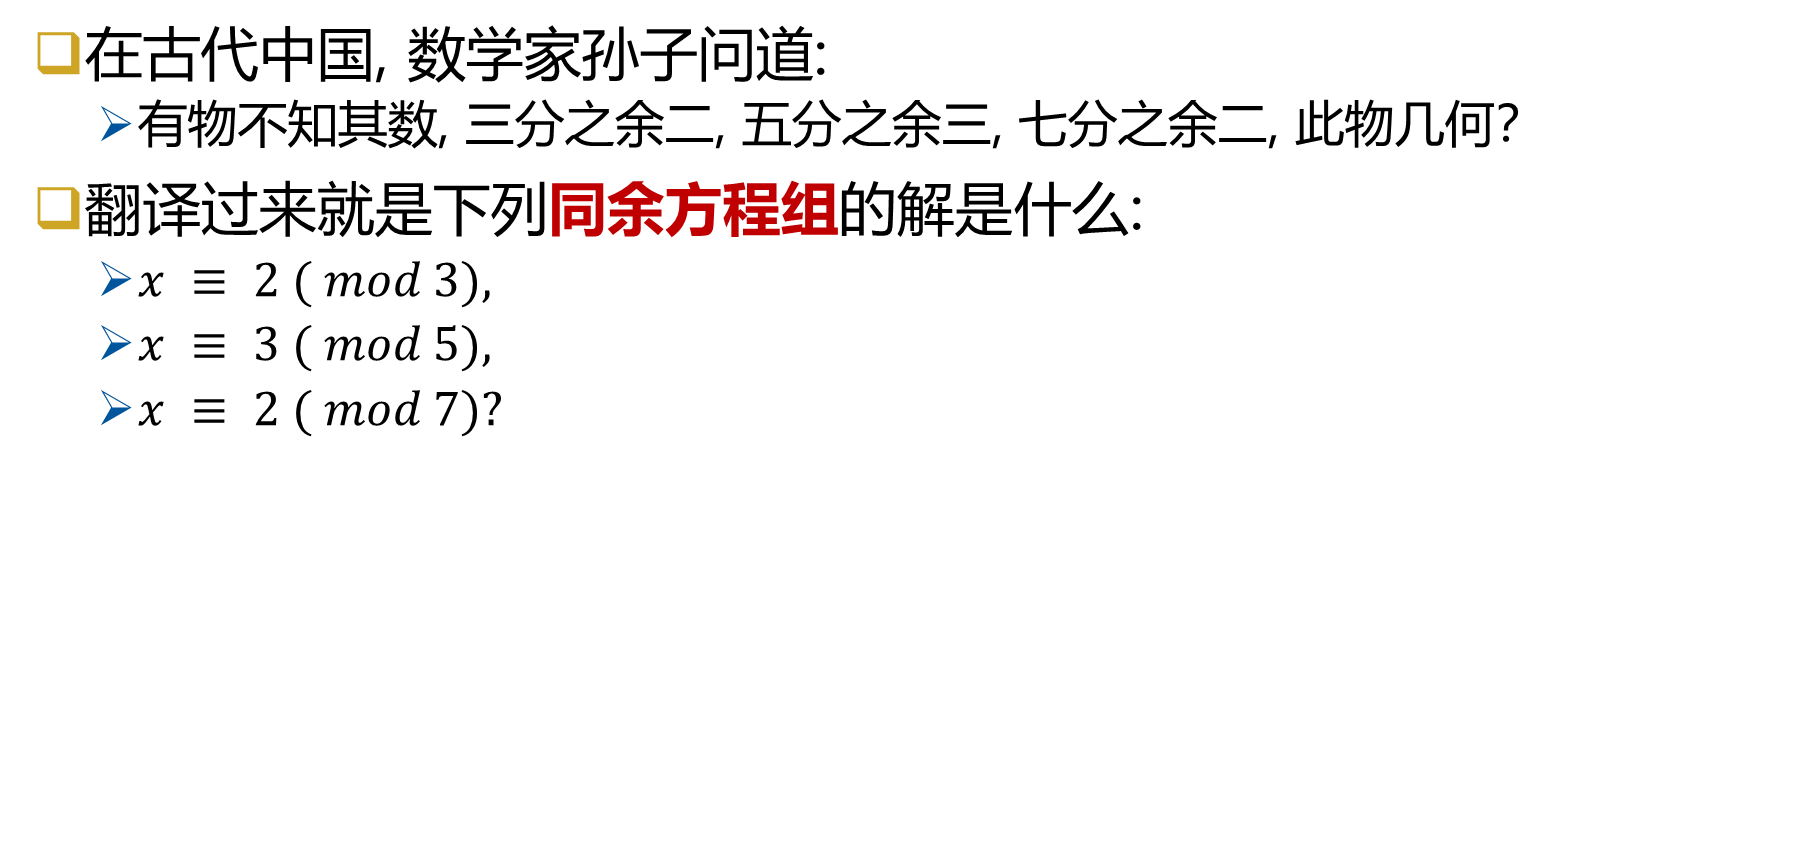 在古代中国, 数学家孙子问道:
有物不知其数, 三分之余二, 五分之余三, 七分之余二, 此物几何?
翻译过来就是下列同余方程组的解是什么:
x ≡ 2 ( mod 3),
x ≡ 3 ( mod 5),
x ≡ 2 ( mod 7)?